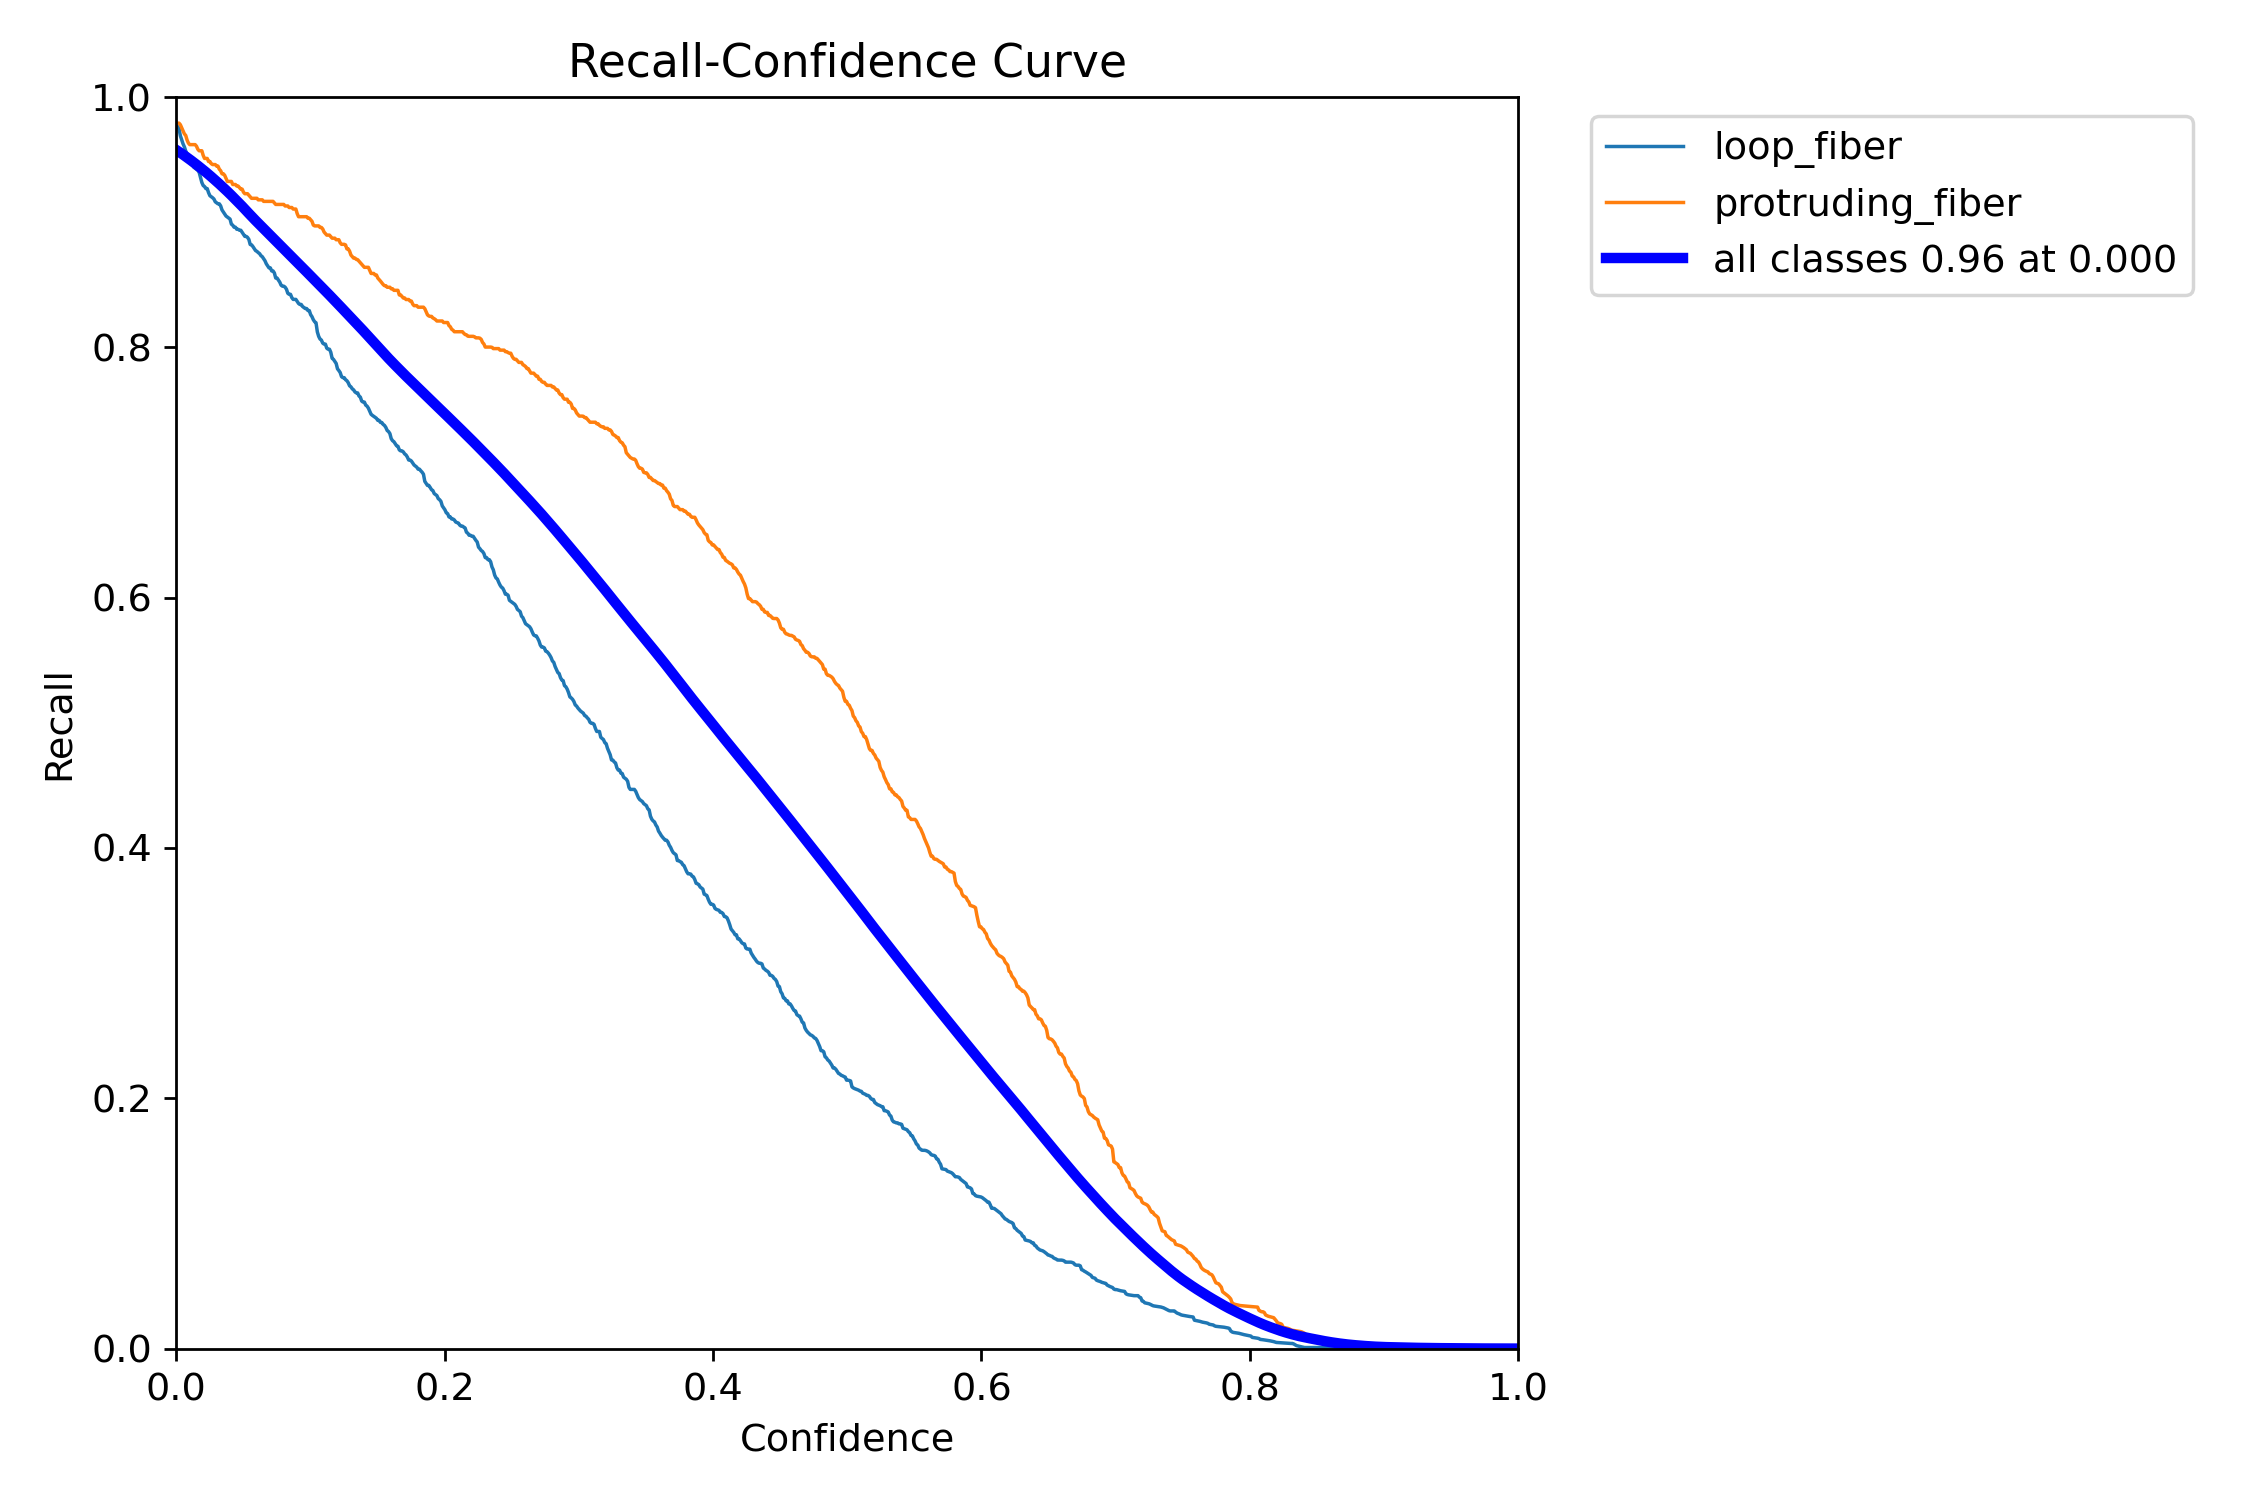 Recall-Confidence Curve
1.0
0.8
0.6
0.4
0.2
0.0
Recall
0.0 0.2 0.4 0.6 0.8 1.0
Confidence
loop_fiber
protruding_fiber
all classes 0.96 at 0.000